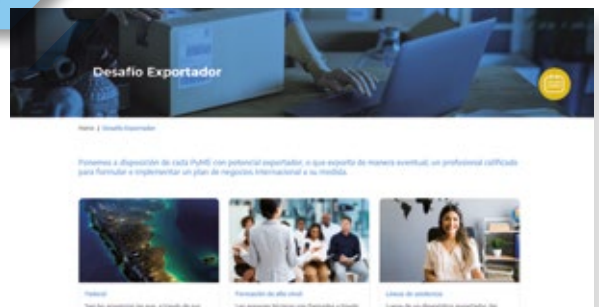 Desafío Exportador
Home | Desafío Exportador
Ponemos a disposición de cada PyME con potencial exportador, o que exporta de manera eventual, un profesional calificado
para formular e implementar un plan de negocios internacional a su medida.
Federal
Formación de alto nivel
Líneas de asistencia